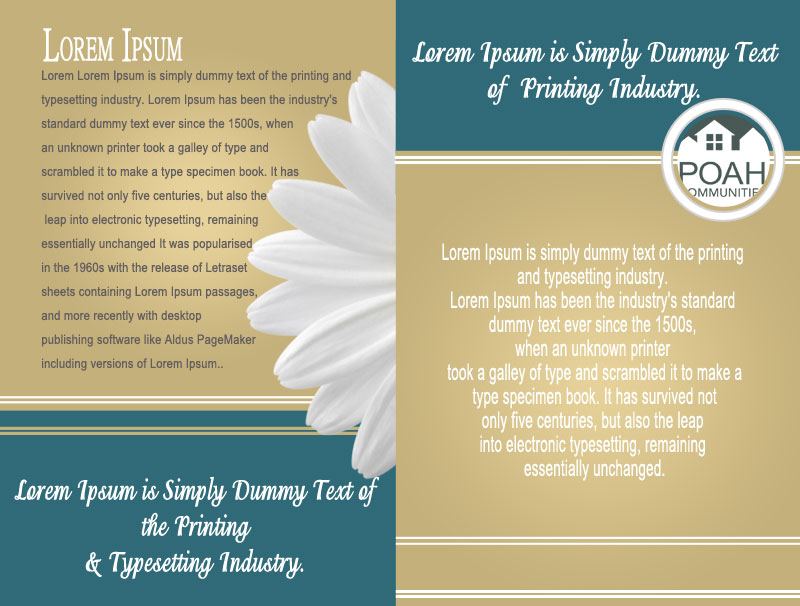 Lorem Ipsum
Lorem Lorem Ipsum is simply dummy text of the printing and
typesetting industry. Lorem Ipsum has been the industry's
standard dummy text ever since the 1500s, when
an unknown printer took a galley of type and
scrambled it to make a type specimen book. It has
survived not only five centuries, but also the
leap into electronic typesetting, remaining
essentially unchanged It was popularised
in the 1960s with the release of Letraset
sheets containing Lorem Ipsum passages,
and more recently with desktop
publishing software like Aldus PageMaker
including versions of Lorem Ipsum..
Lorem Ipsum is Simply Dummy Text of
the Printing
& Typesetting Industry.
Lorem Ipsum is Simply Dummy Text
of Printing Industry.
POAH
OMMUNITIE
Lorem Ipsum is simply dummy text of the printing
and typesetting industry.
Lorem Ipsum has been the industry's standard
dummy text ever since the 1500s,
when an unknown printer
took a galley of type and scrambled it to make a
type specimen book. It has survived not
only five centuries, but also the leap
into electronic typesetting, remaining
essentially unchanged.